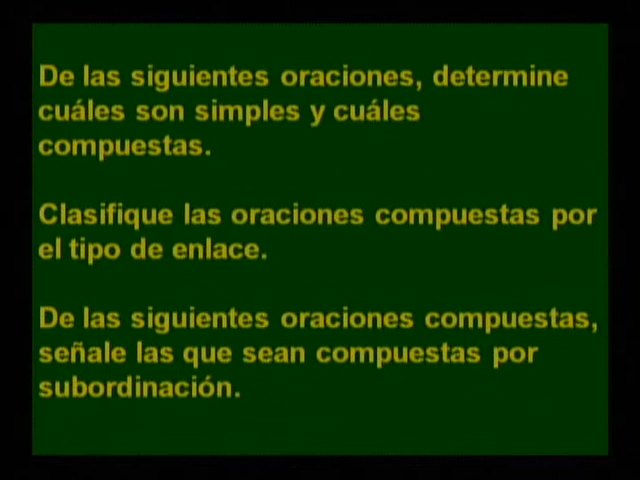 De las siguientes oraciones, determine
cuáles son simples y cuáles
compuestas.
Clasifique las oraciones compuestas por
el tipo de enlace.
De las siguientes oraciones compuestas,
señale las que sean compuestas por
subordinación.